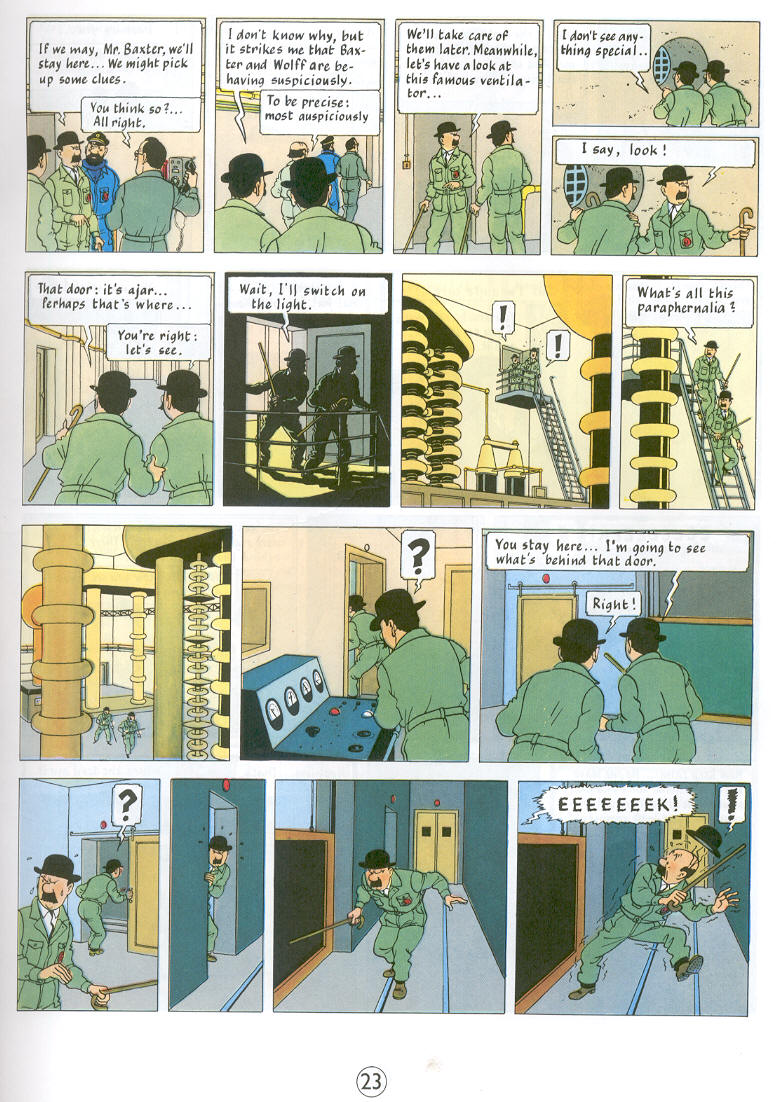 If we may, Mr. Baxter, we'll
stay here... We might pick
up some clues.
You think so?...
All right.
I don't know why, but
it strikes me that Bax-
ter and Wolff are be-
having suspiciously.
To be precise:
most auspiciously
We'll take care of
them later. Meanwhile,
let's have a look at
this famous ventila-
tor...
I don't see any-
thing special..
I say, look!
That door: it's ajar...
Perhaps that's where...
You're right:
let's see.
Wait, I'll switch on
the light.
!
!
What's all this
paraphernalia?
?
You stay here... I'm going to see
what's behind that door.
Right!
?
EEEEEEEK!
!
23